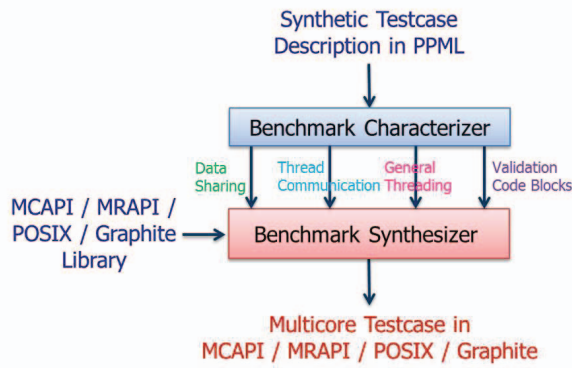 Synthetic Testcase
Description in PPML
Benchmark Characterizer
Data
Sharing
Thread
Communication
General
Threading
Validation
Code Blocks
MCAPI / MRAPI /
POSIX / Graphite
Library
Benchmark Synthesizer
Multicore Testcase in
MCAPI / MRAPI / POSIX / Graphite